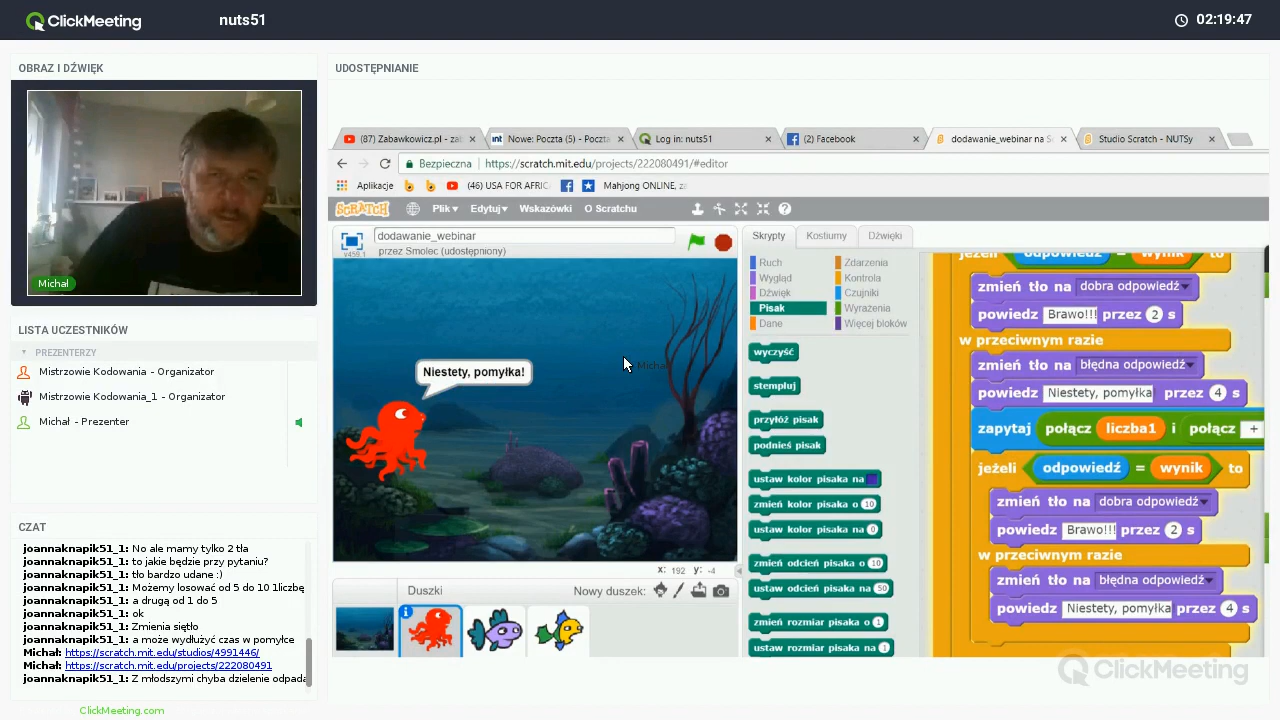 ClickMeeting
nuts51
02:19:47
OBRAZ I DŹWIĘK
Michał
LISTA UCZESTNIKÓW
PREZENTERZY
Mistrzowie Kodowania - Organizator
Mistrzowie Kodowania_1 - Organizator
Michał - Prezenter
CZAT
joannaknapik51_1: No ale mamy tylko 2 tła
joannaknapik51_1: to jakie będzie przy pytaniu?
joannaknapik51_1: tło bardzo udane :)
joannaknapik51_1: Możemy losować od 5 do 10 liczbę
joannaknapik51_1: a drugą od 1 do 5
joannaknapik51_1: ok
joannaknapik51_1: Zmienia siętło
joannaknapik51_1: a może wydłużyć czas w pomyłce
Michał: https://scratch.mit.edu/studios/4991446/
Michał: https://scratch.mit.edu/projects/222080491
joannaknapik51_1: Z młodszymi chyba dzielenie odpada
ClickMeeting.com
UDOSTĘPNIANIE
(87) Zabawkowicz.pl - za
Nowe: Poczta (5) - Poczta
Log in: nuts51
(2) Facebook
dodawanie_webinar na S
Studio Scratch - NUTSy
Bezpieczna
https://scratch.mit.edu/projects/222080491/#editor
Aplikacje
(46) USA FOR AFRIC
Mahjong ONLINE, za
SCRATCH
Plik
Edytuj
Wskazówki
O Scratchu
v459.1
dodawanie_webinar
przez Smolec (udostępniony)
Niestety, pomyłka!
Michał
x: 192 y: -4
Duszki
Nowy duszek:
Skrypty
Kostiumy
Dźwięki
Ruch
Wygląd
Dźwięk
Pisak
Dane
Zdarzenia
Kontrola
Czujniki
Wyrażenia
Więcej bloków
wyczyść
stempluj
przyłóż pisak
podnieś pisak
ustaw kolor pisaka na
zmień kolor pisaka o 10
ustaw kolor pisaka na 0
zmień odcień pisaka o 10
ustaw odcień pisaka na 50
zmień rozmiar pisaka o 1
ustaw rozmiar pisaka na 1
jeżeli odpowiedź = wynik to
zmień tło na dobra odpowiedź
powiedz Brawo!!! przez 2 s
w przeciwnym razie
zmień tło na błędna odpowiedź
powiedz Niestety, pomyłka przez 4 s
zapytaj połącz liczba1 i połącz +
jeżeli odpowiedź = wynik to
zmień tło na dobra odpowiedź
powiedz Brawo!!! przez 2 s
w przeciwnym razie
zmień tło na błędna odpowiedź
powiedz Niestety, pomyłka przez 4 s
ClickMeeting